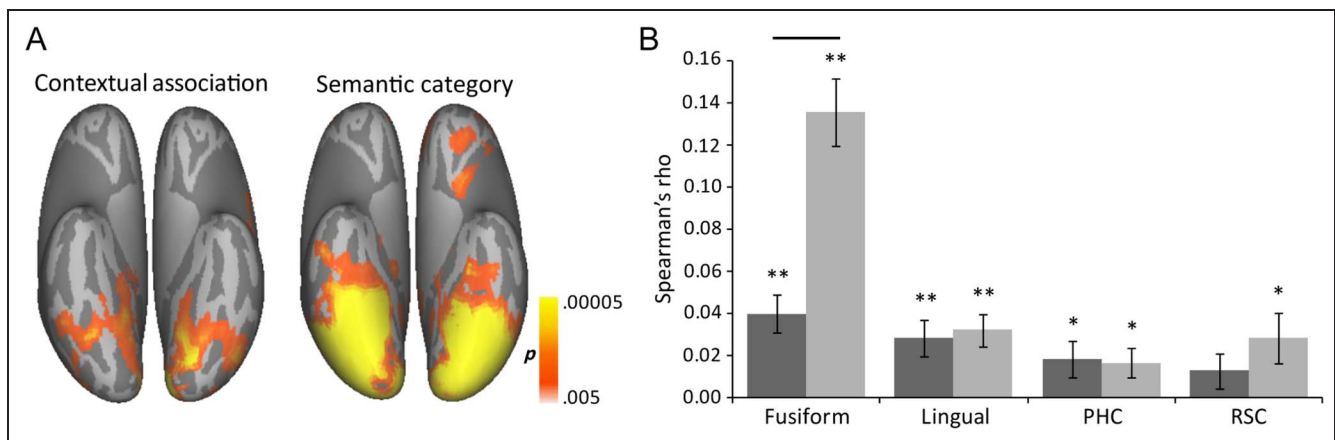 A
Contextual association
Semantic category
.00005
p
.005
B
Spearman's rho
0.16
0.14
0.12
0.10
0.08
0.06
0.04
0.02
0.00
**
**
**
**
*
*
*
Fusiform
Lingual
PHC
RSC